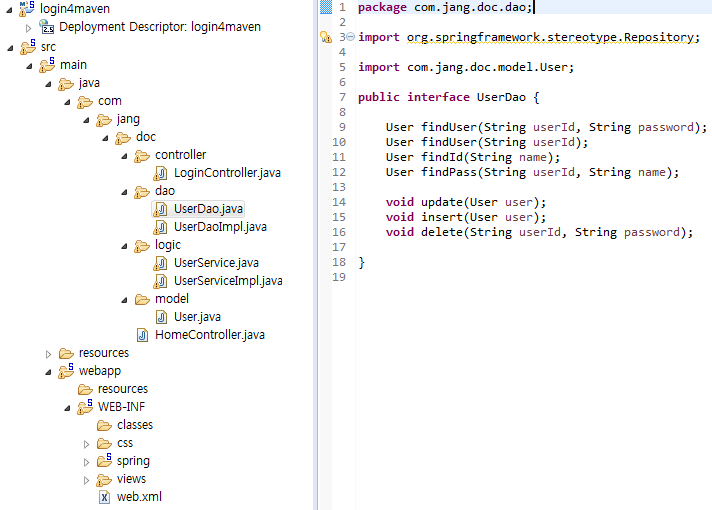 login4maven
Deployment Descriptor: login4maven
src
main
java
com
jang
doc
controller
LoginController.java
dao
UserDao.java
UserDaoImpl.java
logic
UserService.java
UserServiceImpl.java
model
User.java
HomeController.java
resources
webapp
resources
WEB-INF
classes
css
spring
views
web.xml
1 package com.jang.doc.dao;
2
3 import org.springframework.stereotype.Repository;
4
5 import com.jang.doc.model.User;
6
7 public interface UserDao {
8
9 User findUser(String userId, String password);
10 User findUser(String userId);
11 User findId(String name);
12 User findPass(String userId, String name);
13
14 void update(User user);
15 void insert(User user);
16 void delete(String userId, String password);
17
18 }
19